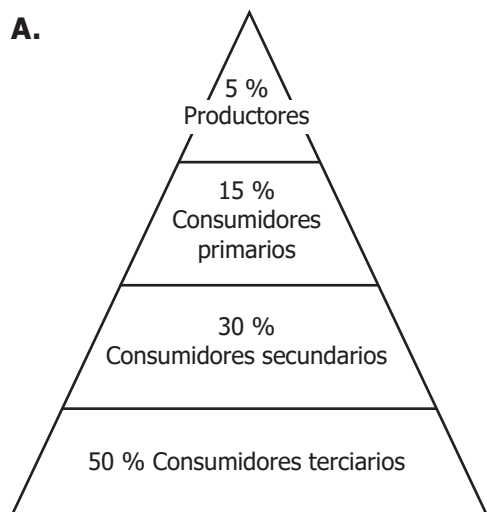 A.
5 %
Productores
15 %
Consumidores
primarios
30 %
Consumidores secundarios
50 % Consumidores terciarios